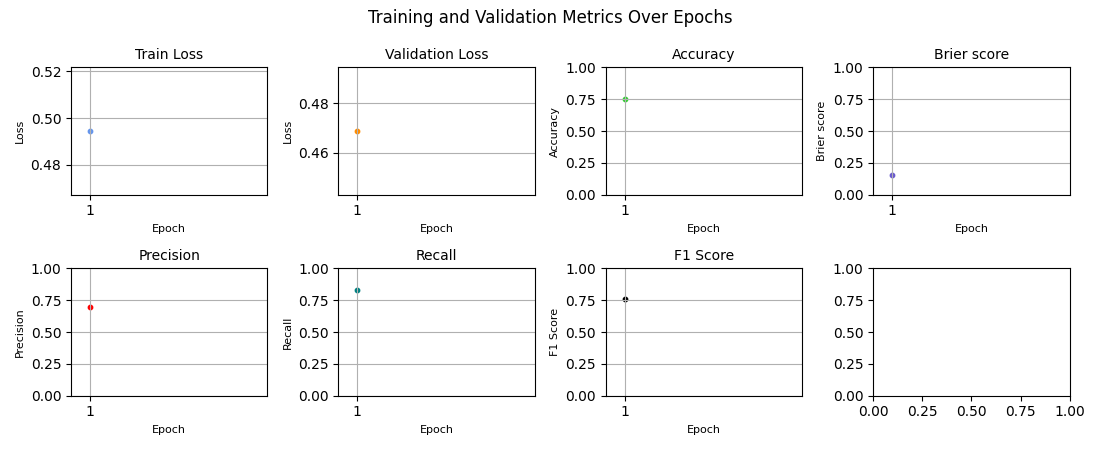 Training and Validation Metrics Over Epochs
Train Loss
0.52
0.50
0.48
Loss
1
Epoch
Validation Loss
0.48
0.46
Loss
1
Epoch
Accuracy
1.00
0.75
0.50
0.25
0.00
Accuracy
1
Epoch
Brier score
1.00
0.75
0.50
0.25
0.00
Brier score
1
Epoch
Precision
1.00
0.75
0.50
0.25
0.00
Precision
1
Epoch
Recall
1.00
0.75
0.50
0.25
0.00
Recall
1
Epoch
F1 Score
1.00
0.75
0.50
0.25
0.00
F1 Score
1
Epoch
1.00
0.75
0.50
0.25
0.00
0.00 0.25 0.50 0.75 1.00